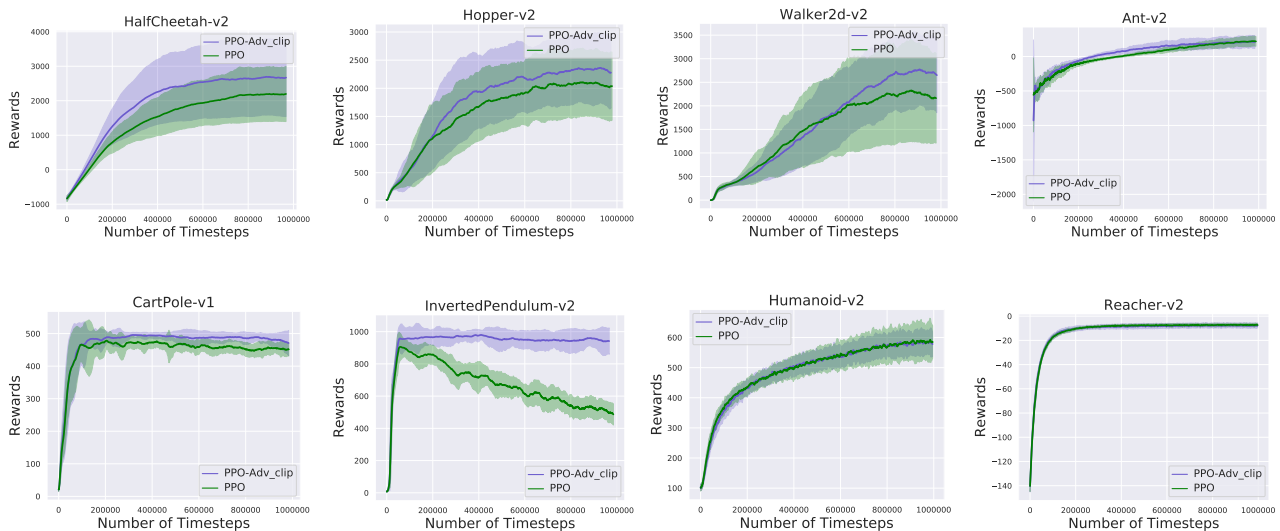 HalfCheetah-v2
PPO-Adv_clip
PPO
4000
3000
2000
1000
0
−1000
Rewards
0 200000 400000 600000 800000 1000000
Number of Timesteps
Hopper-v2
PPO-Adv_clip
PPO
3000
2500
2000
1500
1000
500
0
Rewards
0 200000 400000 600000 800000 1000000
Number of Timesteps
Walker2d-v2
PPO-Adv_clip
PPO
3500
3000
2500
2000
1500
1000
500
0
Rewards
0 200000 400000 600000 800000 1000000
Number of Timesteps
Ant-v2
0
−500
−1000
−1500
−2000
Rewards
PPO-Adv_clip
PPO
0 200000 400000 600000 800000 1000000
Number of Timesteps
CartPole-v1
500
400
300
200
100
0
Rewards
PPO-Adv_clip
PPO
0 200000 400000 600000 800000 1000000
Number of Timesteps
InvertedPendulum-v2
1000
800
600
400
200
0
Rewards
PPO-Adv_clip
PPO
0 200000 400000 600000 800000 1000000
Number of Timesteps
Humanoid-v2
PPO-Adv_clip
PPO
600
500
400
300
200
100
Rewards
0 200000 400000 600000 800000 1000000
Number of Timesteps
Reacher-v2
0
−20
−40
−60
−80
−100
−120
−140
Rewards
PPO-Adv_clip
PPO
0 200000 400000 600000 800000 1000000
Number of Timesteps